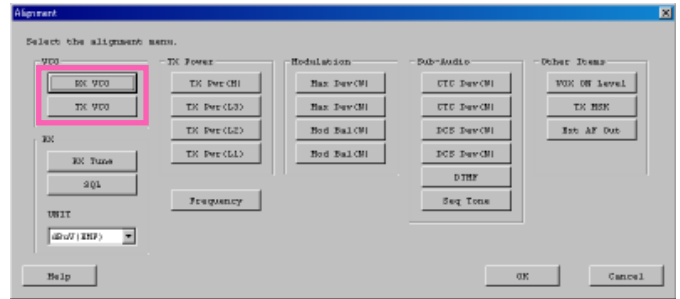 Alignment
Select the alignment menu.
VCO
RX VCO
TX VCO
RX
RX Tune
SQL
UNIT
dBuV(EMF)
TX Power
TX Pwr(H)
TX Pwr(L3)
TX Pwr(L2)
TX Pwr(L1)
Frequency
Modulation
Max Dev(W)
Max Dev(N)
Mod Bal(W)
Mod Bal(N)
Sub-Audio
CTC Dev(W)
CTC Dev(N)
DCS Dev(W)
DCS Dev(N)
DTMF
Seq Tone
Other Items
VOX ON Level
TX MSK
Ext AF Out
Help
OK
Cancel